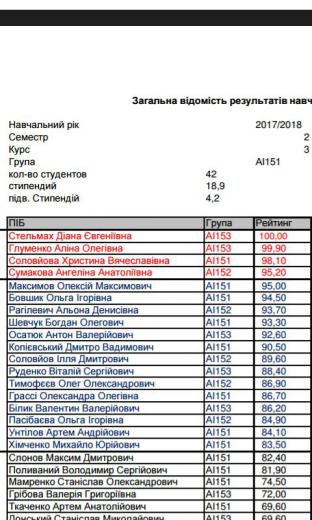 Загальна відомість результатів навч
Навчальний рік 2017/2018
Семестр 2
Курс 3
Група АІ151
кол-во студентов 42
стипендий 18,9
підв. Стипендій 4,2
ПІБ Група Рейтинг
Стельмах Діана Євгеніївна АІ153 100,00
Глуменко Аліна Олегівна АІ153 99,90
Соловйова Христина Вячеславівна АІ151 98,10
Сумакова Ангеліна Анатоліївна АІ152 95,20
Максимов Олексій Максимович АІ151 95,00
Бовшик Ольга Ігорівна АІ151 94,50
Рагілевич Альона Денисівна АІ152 93,70
Шевчук Богдан Олегович АІ151 93,30
Осатюк Антон Валерійович АІ153 92,60
Копієвський Дмитро Вадимович АІ151 90,50
Соловйов Ілля Дмитрович АІ152 89,60
Руденко Віталій Сергійович АІ153 88,40
Тимофєєв Олег Олександрович АІ152 86,90
Грассі Олександра Олегівна АІ151 86,70
Білик Валентин Валерійович АІ153 86,20
Пасібаєва Ольга Ігорівна АІ152 84,90
Унтілов Артем Андрійович АІ151 84,10
Хімченко Михайло Юрійович АІ151 83,50
Слонов Максим Дмитрович АІ151 82,40
Поливаний Володимир Сергійович АІ151 81,90
Мамренко Станіслав Олександрович АІ151 74,50
Грібова Валерія Григоріївна АІ153 72,00
Ткаченко Артем Анатолійович АІ151 69,60
Донський Станіслав Миколайович АІ153 69,60